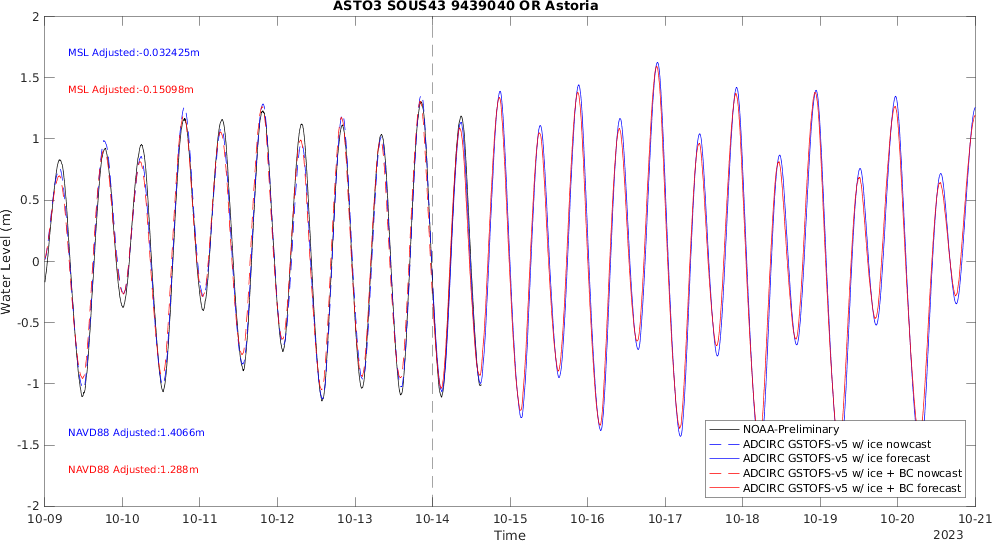 ASTO3 SOUS43 9439040 OR Astoria
MSL Adjusted:-0.032425m
MSL Adjusted:-0.15098m
NAVD88 Adjusted:1.4066m
NAVD88 Adjusted:1.288m
Water Level (m)
2
1.5
1
0.5
0
-0.5
-1
-1.5
-2
10-09 10-10 10-11 10-12 10-13 10-14 10-15 10-16 10-17 10-18 10-19 10-20 10-21
Time
2023
NOAA-Preliminary
ADCIRC GSTOFS-v5 w/ ice nowcast
ADCIRC GSTOFS-v5 w/ ice forecast
ADCIRC GSTOFS-v5 w/ ice + BC nowcast
ADCIRC GSTOFS-v5 w/ ice + BC forecast